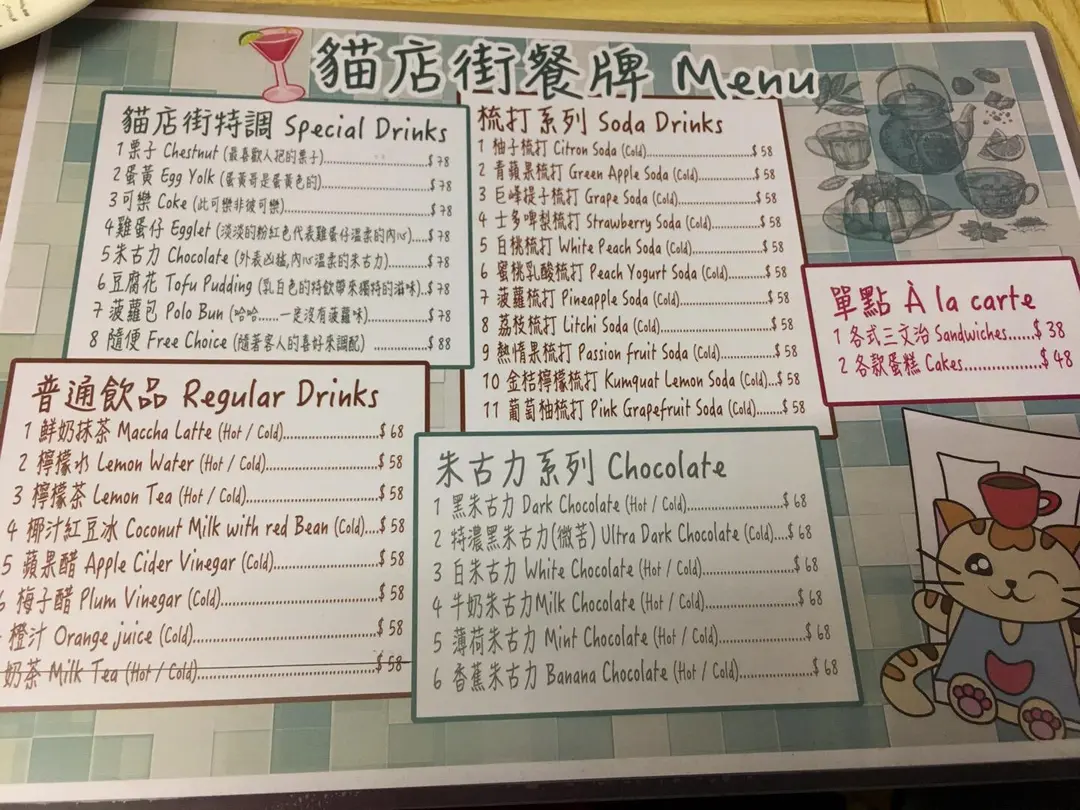 貓店街餐牌 Menu
貓店街特調 Special Drinks
1 栗子 Chestnut (最喜歡人抱的栗子)........$78
2 蛋黃 Egg Yolk (蛋黃哥是蛋黃色的)........$78
3 可樂 Coke (此可樂非彼可樂)........$78
4 雞蛋仔 Egglet (淡淡的粉紅色代表雞蛋仔溫柔的內心)....$78
5 朱古力 Chocolate (外表凶猛,內心溫柔的朱古力)........$78
6 豆腐花 Tofu Pudding (乳白色的特飲帶來獨特的滋味)..$78
7 菠蘿包 Polo Bun (哈哈......一定沒有菠蘿味)........$78
8 隨便 Free Choice (隨著客人的喜好來調配)........$88
梳打系列 Soda Drinks
1 柚子梳打 Citron Soda (Cold)........$58
2 青蘋果梳打 Green Apple Soda (Cold)........$58
3 巨峰提子梳打 Grape Soda (Cold)........$58
4 士多啤梨梳打 Strawberry Soda (Cold)........$58
5 白桃梳打 White Peach Soda (Cold)........$58
6 蜜桃乳酸梳打 Peach Yogurt Soda (Cold)........$58
7 菠蘿梳打 Pineapple Soda (Cold)........$58
8 荔枝梳打 Litchi Soda (Cold)........$58
9 熱情果梳打 Passion fruit Soda (Cold)........$58
10 金桔檸檬梳打 Kumquat Lemon Soda (Cold)...$58
11 葡萄柚梳打 Pink Grapefruit Soda (Cold)......$58
單點 À la carte
1 各式三文治 Sandwiches......$38
2 各款蛋糕 Cakes........$48
普通飲品 Regular Drinks
1 鮮奶抹茶 Maccha Latte (Hot / Cold)........$68
2 檸檬水 Lemon Water (Hot / Cold)........$58
3 檸檬茶 Lemon Tea (Hot / Cold)........$58
4 椰汁紅豆冰 Coconut Milk with red Bean (Cold)....$58
5 蘋果醋 Apple Cider Vinegar (Cold)........$58
6 梅子醋 Plum Vinegar (Cold)........$58
橙汁 Orange juice (Cold)........$58
奶茶 Milk Tea (Hot / Cold)........$58
朱古力系列 Chocolate
1 黑朱古力 Dark Chocolate (Hot / Cold)........$68
2 特濃黑朱古力(微苦) Ultra Dark Chocolate (Cold)....$68
3 白朱古力 White Chocolate (Hot / Cold)........$68
4 牛奶朱古力Milk Chocolate (Hot / Cold)........$68
5 薄荷朱古力 Mint Chocolate (Hot / Cold)........$68
6 香蕉朱古力 Banana Chocolate (Hot / Cold)........$68